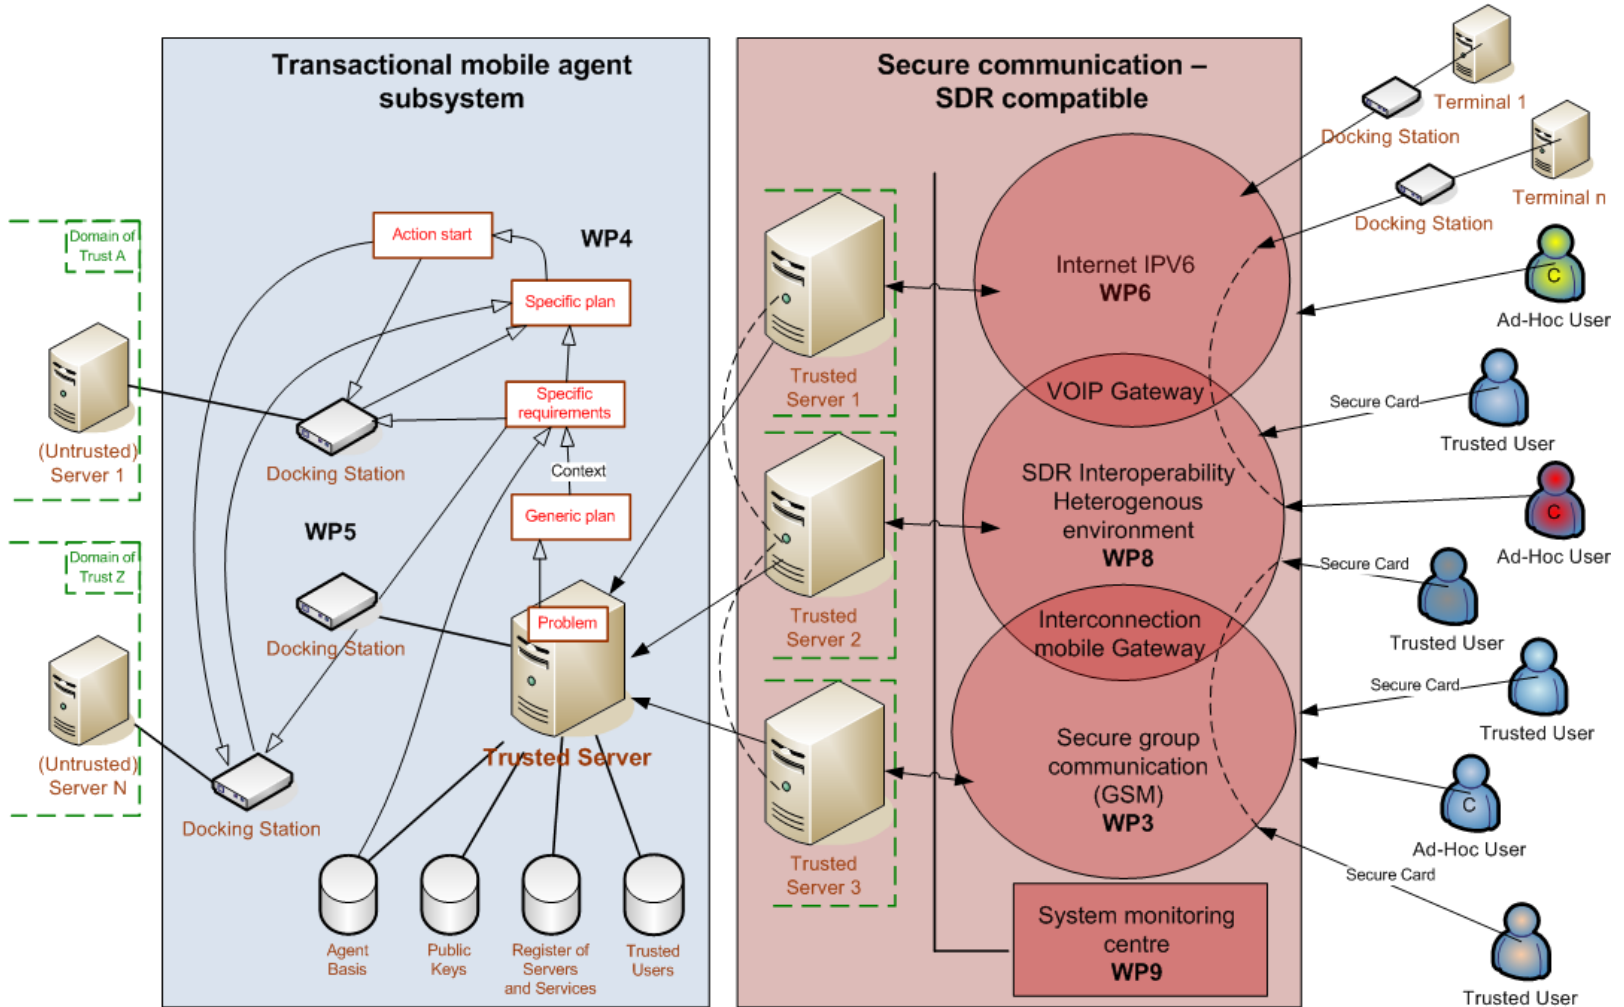 Transactional mobile agent
subsystem
Secure communication –
SDR compatible
Terminal 1
Docking Station
Terminal n
Docking Station
Domain of
Trust A
Action start
WP4
Specific plan
Internet IPV6
WP6
C
Ad-Hoc User
(Untrusted)
Server 1
Specific
requirements
Docking Station
Trusted
Server 1
VOIP Gateway
Secure Card
Trusted User
Context
Generic plan
WP5
SDR Interoperability
Heterogenous
environment
WP8
C
Ad-Hoc User
Domain of
Trust Z
Secure Card
Trusted User
Problem
Docking Station
Trusted
Server 2
Interconnection
mobile Gateway
Secure Card
Trusted User
(Untrusted)
Server N
Trusted Server
Docking Station
Secure group
communication
(GSM)
WP3
C
Ad-Hoc User
Trusted
Server 3
Secure Card
Agent
Basis
Public
Keys
Register of
Servers
and Services
Trusted
Users
System monitoring
centre
WP9
Trusted User